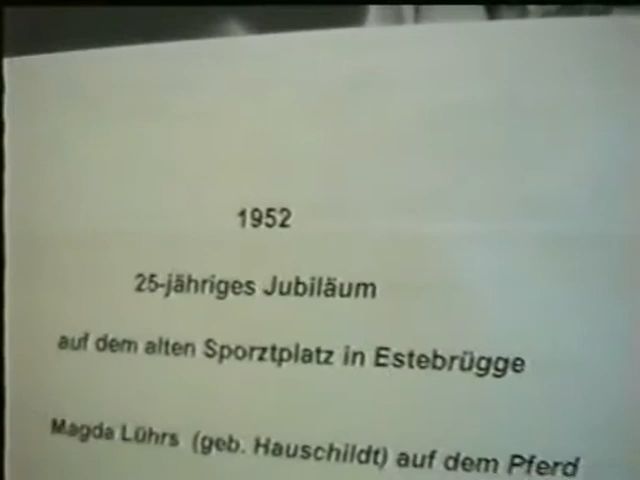 1952
25-jähriges Jubiläum
auf dem alten Sporztplatz in Estebrügge
Magda Lührs (geb. Hauschildt) auf dem Pferd